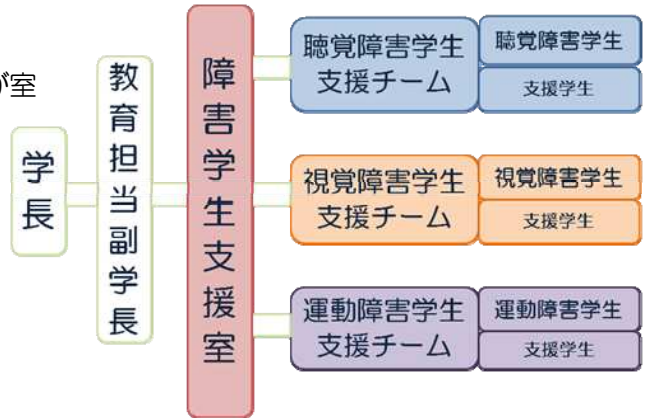 が室
学長
教育担当副学長
障害学生支援室
聴覚障害学生
支援チーム
聴覚障害学生
支援学生
視覚障害学生
支援チーム
視覚障害学生
支援学生
運動障害学生
支援チーム
運動障害学生
支援学生